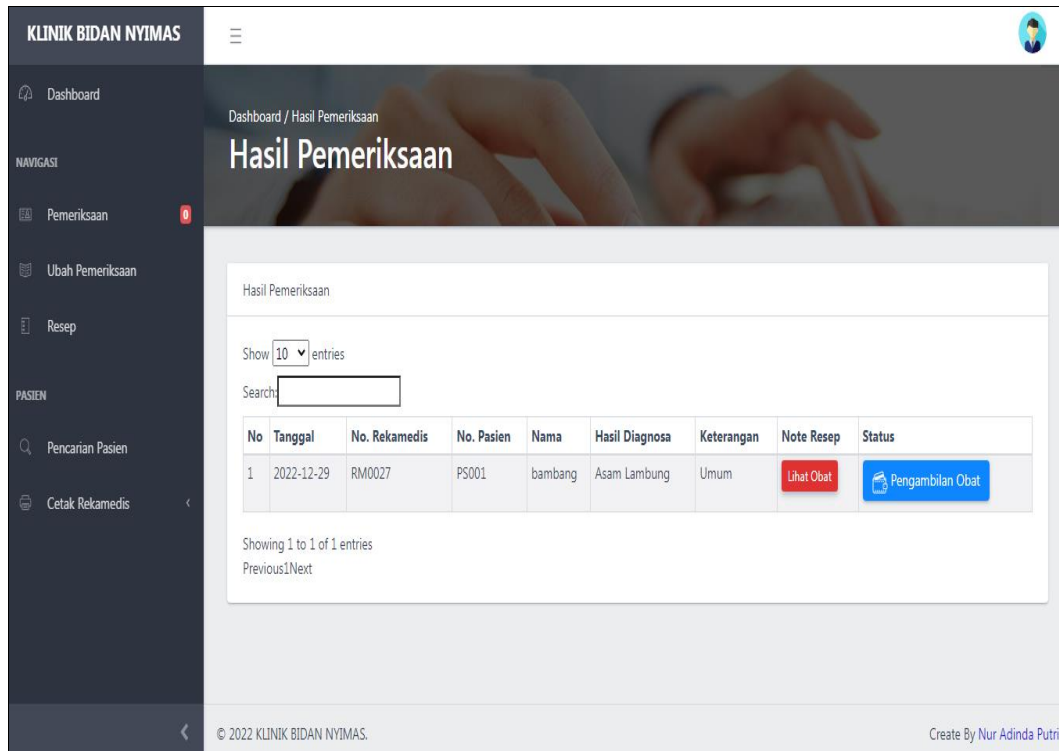 KLINIK BIDAN NYIMAS
Dashboard
NAVIGASI
Pemeriksaan 0
Ubah Pemeriksaan
Resep
PASIEN
Pencarian Pasien
Cetak Rekamedis
Dashboard / Hasil Pemeriksaan
Hasil Pemeriksaan
Hasil Pemeriksaan
Show 10 entries
Search:
No Tanggal No. Rekamedis No. Pasien Nama Hasil Diagnosa Keterangan Note Resep Status
1 2022-12-29 RM0027 PS001 bambang Asam Lambung Umum Lihat Obat Pengambilan Obat
Showing 1 to 1 of 1 entries
Previous1Next
© 2022 KLINIK BIDAN NYIMAS. Create By Nur Adinda Putri